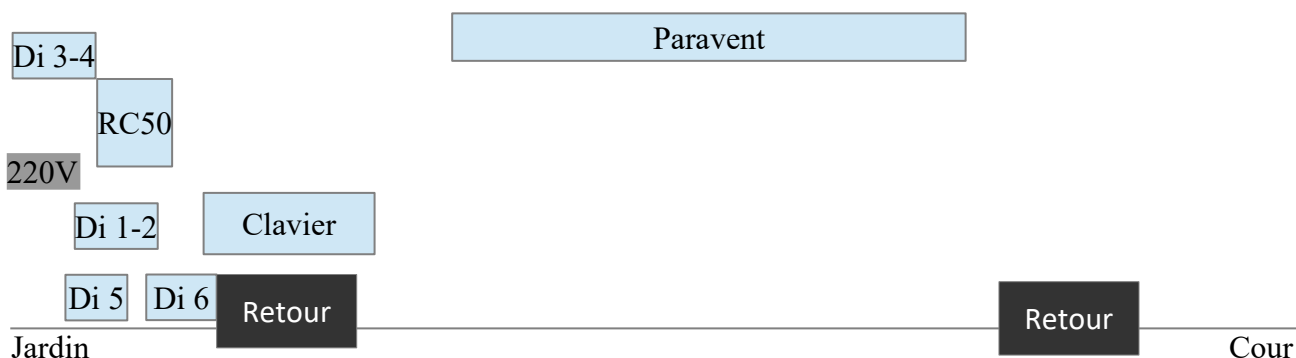 Paravent
Di 3-4
RC50
220V
Di 1-2
Clavier
Di 5
Di 6
Retour
Retour
Jardin
Cour